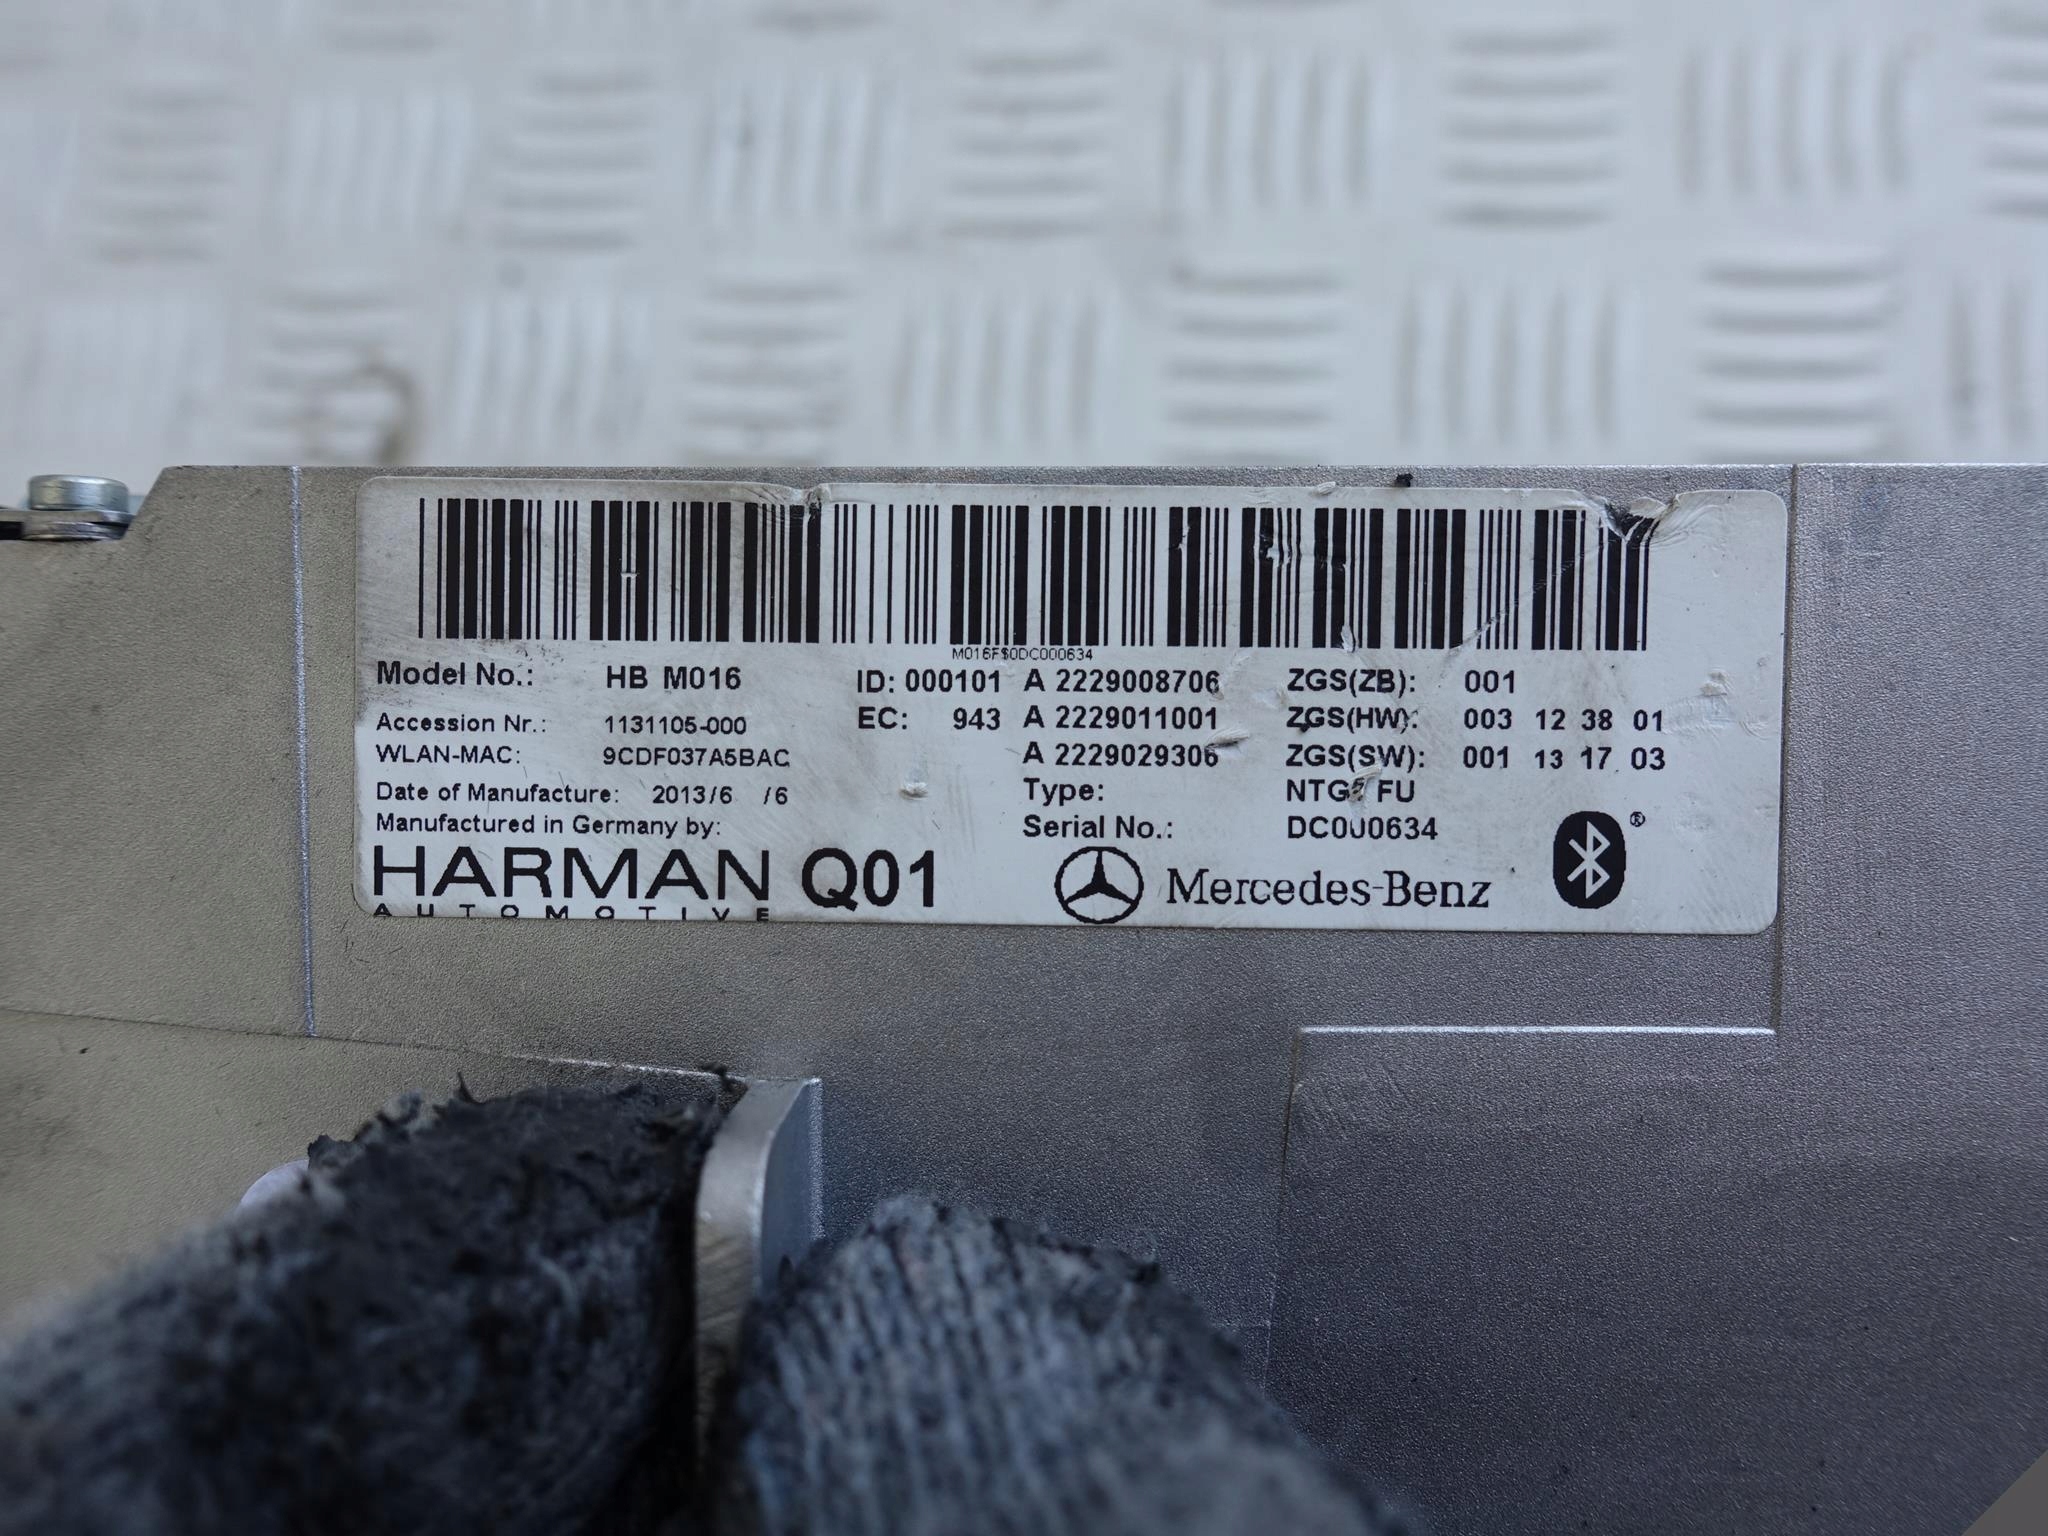 M016FS0DC000634
Model No.: HB M016 ID: 000101 A 2229008706 ZGS(ZB): 001
Accession Nr.: 1131105-000 EC: 943 A 2229011001 ZGS(HW): 003 12 38 01
WLAN-MAC: 9CDF037A5BAC A 2229029306 ZGS(SW): 001 13 17 03
Date of Manufacture: 2013/6 /6 Type: FU
Manufactured in Germany by: Serial No.: DC000634
HARMAN Q01 Mercedes-Benz ®
AUTOMOTIVE